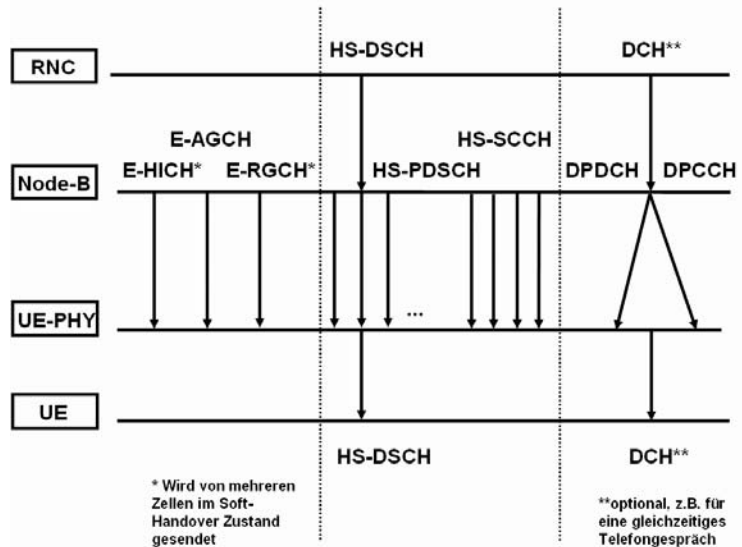 HS-DSCH DCH**
RNC
E-AGCH HS-SCCH
E-HICH* E-RGCH* HS-PDSCH DPDCH DPCCH
Node-B
...
UE-PHY
UE
HS-DSCH DCH**
* Wird von mehreren
Zellen im Soft-
Handover Zustand
gesendet
**optional, z.B. für
eine gleichzeitiges
Telefongespräch